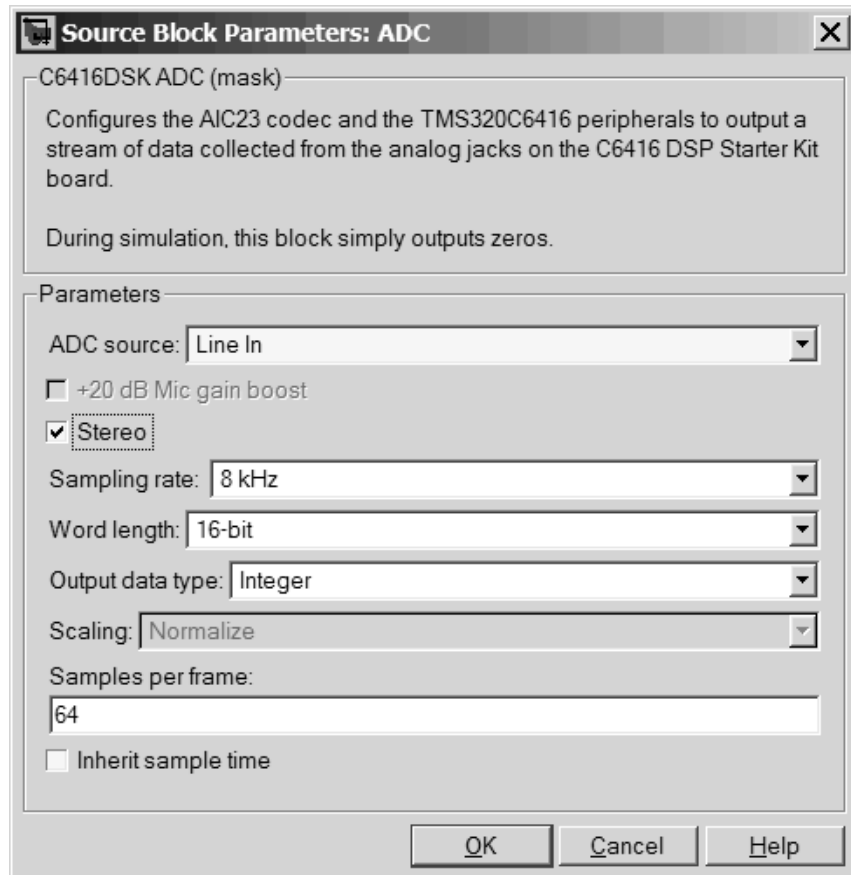 Source Block Parameters: ADC
C6416DSK ADC (mask)
Configures the AIC23 codec and the TMS320C6416 peripherals to output a
stream of data collected from the analog jacks on the C6416 DSP Starter Kit
board.
During simulation, this block simply outputs zeros.
Parameters
ADC source: Line In
+20 dB Mic gain boost
Stereo
Sampling rate: 8 kHz
Word length: 16-bit
Output data type: Integer
Scaling: Normalize
Samples per frame:
64
Inherit sample time
OK Cancel Help